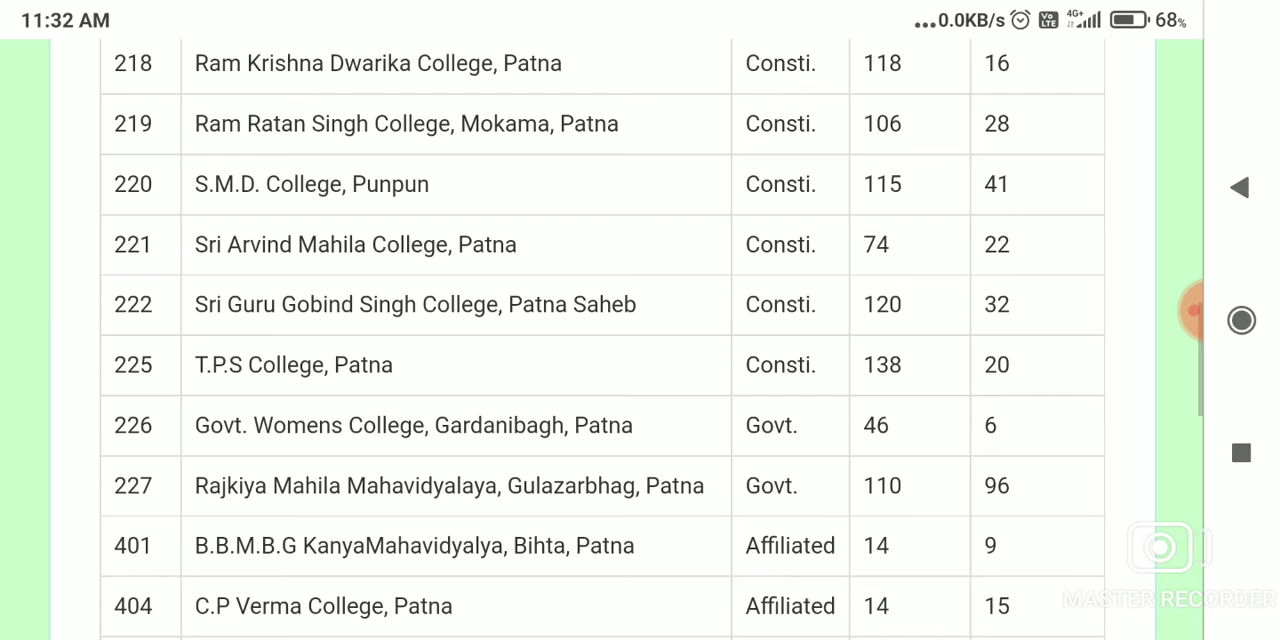 11:32 AM ...0.0KB/s Vo LTE 4G+ 68%
218 Ram Krishna Dwarika College, Patna Consti. 118 16
219 Ram Ratan Singh College, Mokama, Patna Consti. 106 28
220 S.M.D. College, Punpun Consti. 115 41
221 Sri Arvind Mahila College, Patna Consti. 74 22
222 Sri Guru Gobind Singh College, Patna Saheb Consti. 120 32
225 T.P.S College, Patna Consti. 138 20
226 Govt. Womens College, Gardanibagh, Patna Govt. 46 6
227 Rajkiya Mahila Mahavidyalaya, Gulazarbhag, Patna Govt. 110 96
401 B.B.M.B.G KanyaMahavidyalya, Bihta, Patna Affiliated 14 9
404 C.P Verma College, Patna Affiliated 14 15
MASTER RECORDER